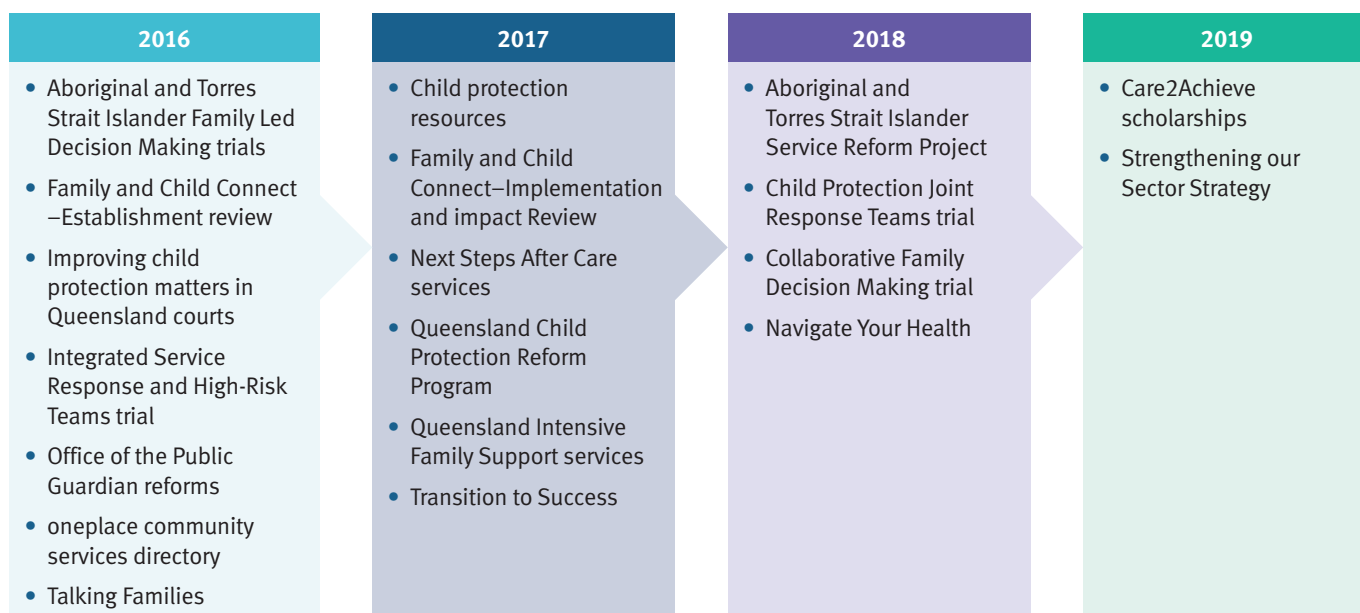 2016
• Aboriginal and Torres
Strait Islander Family Led
Decision Making trials
• Family and Child Connect
–Establishment review
• Improving child
protection matters in
Queensland courts
• Integrated Service
Response and High-Risk
Teams trial
• Office of the Public
Guardian reforms
• oneplace community
services directory
• Talking Families
2017
• Child protection
resources
• Family and Child
Connect–Implementation
and impact Review
• Next Steps After Care
services
• Queensland Child
Protection Reform
Program
• Queensland Intensive
Family Support services
• Transition to Success
2018
• Aboriginal and
Torres Strait Islander
Service Reform Project
• Child Protection Joint
Response Teams trial
• Collaborative Family
Decision Making trial
• Navigate Your Health
2019
• Care2Achieve
scholarships
• Strengthening our
Sector Strategy